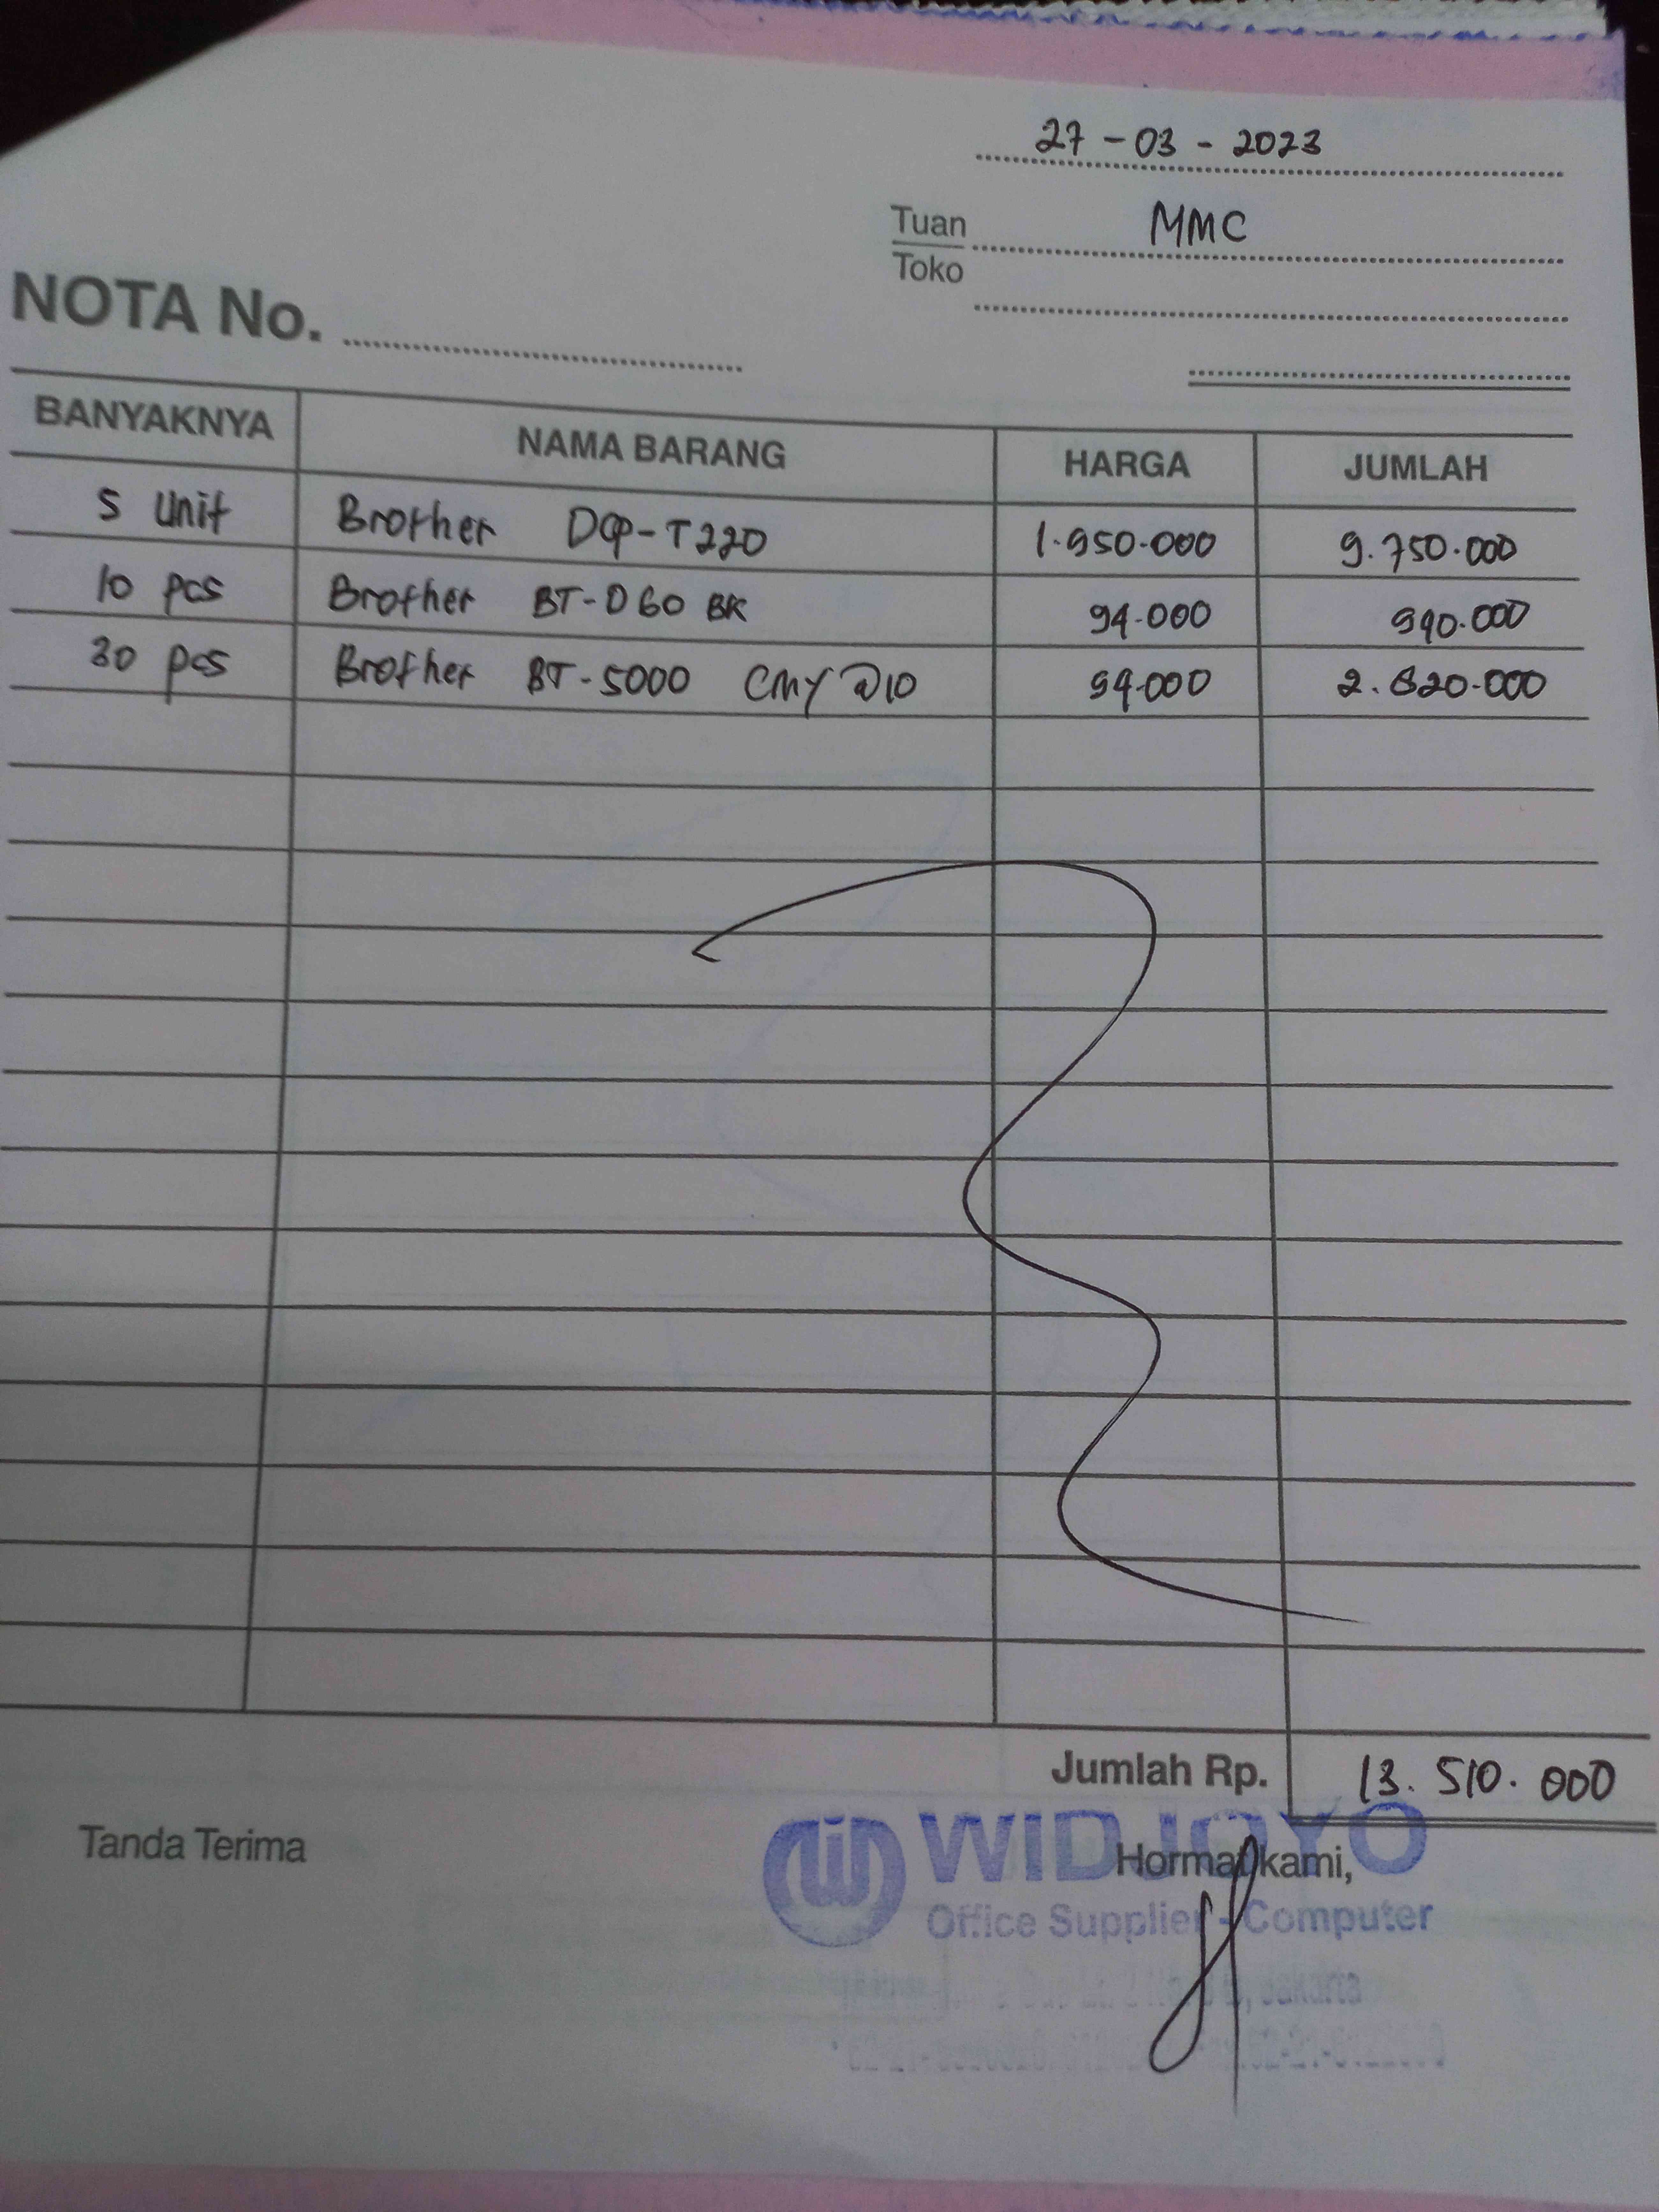 27 - 03 - 2023
Tuan MMC
Toko
NOTA No.
BANYAKNYA NAMA BARANG HARGA JUMLAH
5 Unit Brother DCP-T220 1.950.000 9.750.000
10 pcs Brother BT-D60 BK 94.000 940.000
30 pcs Brother BT-5000 CMY @10 94.000 2.820.000
Jumlah Rp. 13.510.000
Tanda Terima
Hormat kami,
WIDJOYO
Office Supplier - Computer
Jakarta